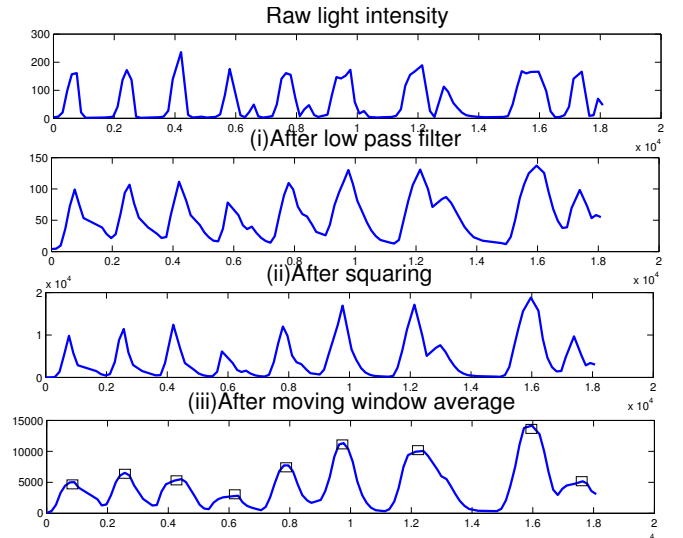 Raw light intensity
300
200
100
0
0 0.2 0.4 0.6 0.8 1 1.2 1.4 1.6 1.8 2
x 10^4
(i)After low pass filter
150
100
50
0
0 0.2 0.4 0.6 0.8 1 1.2 1.4 1.6 1.8 2
x 10^4
(ii)After squaring
x 10^4
2
1
0
0 0.2 0.4 0.6 0.8 1 1.2 1.4 1.6 1.8 2
x 10^4
(iii)After moving window average
15000
10000
5000
0
0 0.2 0.4 0.6 0.8 1 1.2 1.4 1.6 1.8 2
4